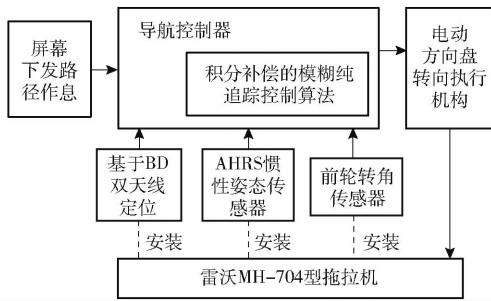 屏幕
下发路
径作息
导航控制器
积分补偿的模糊纯
追踪控制算法
电动
方向盘
转向执行
机构
基于BD
双天线
定位
AHRS惯
性姿态传
感器
前轮转角
传感器
安装
安装
安装
雷沃MH-704型拖拉机